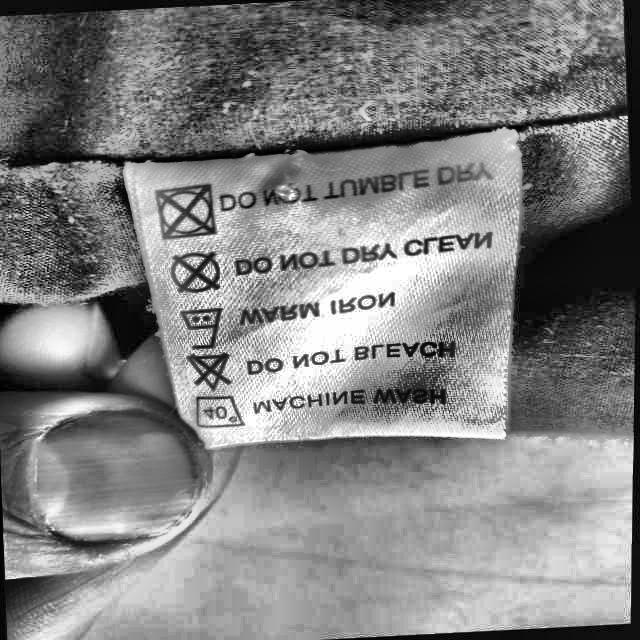 40° MACHINE WASH
DO NOT BLEACH
WARM IRON
DO NOT DRY CLEAN
DO NOT TUMBLE DRY